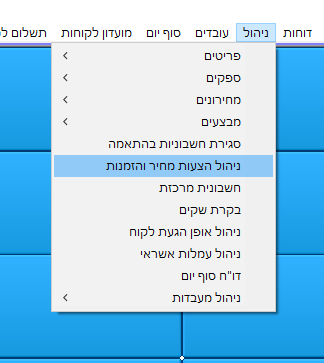 דוחות ניהול עובדים סוף יום מועדון לקוחות תשלום
פריטים
ספקים
מחירונים
מבצעים
סגירת חשבוניות בהתאמה
ניהול הצעות מחיר והזמנות
חשבונית מרכזת
בקרת שקים
ניהול אופן הגעת לקוח
ניהול עמלות אשראי
דו"ח סוף יום
ניהול מעבדות